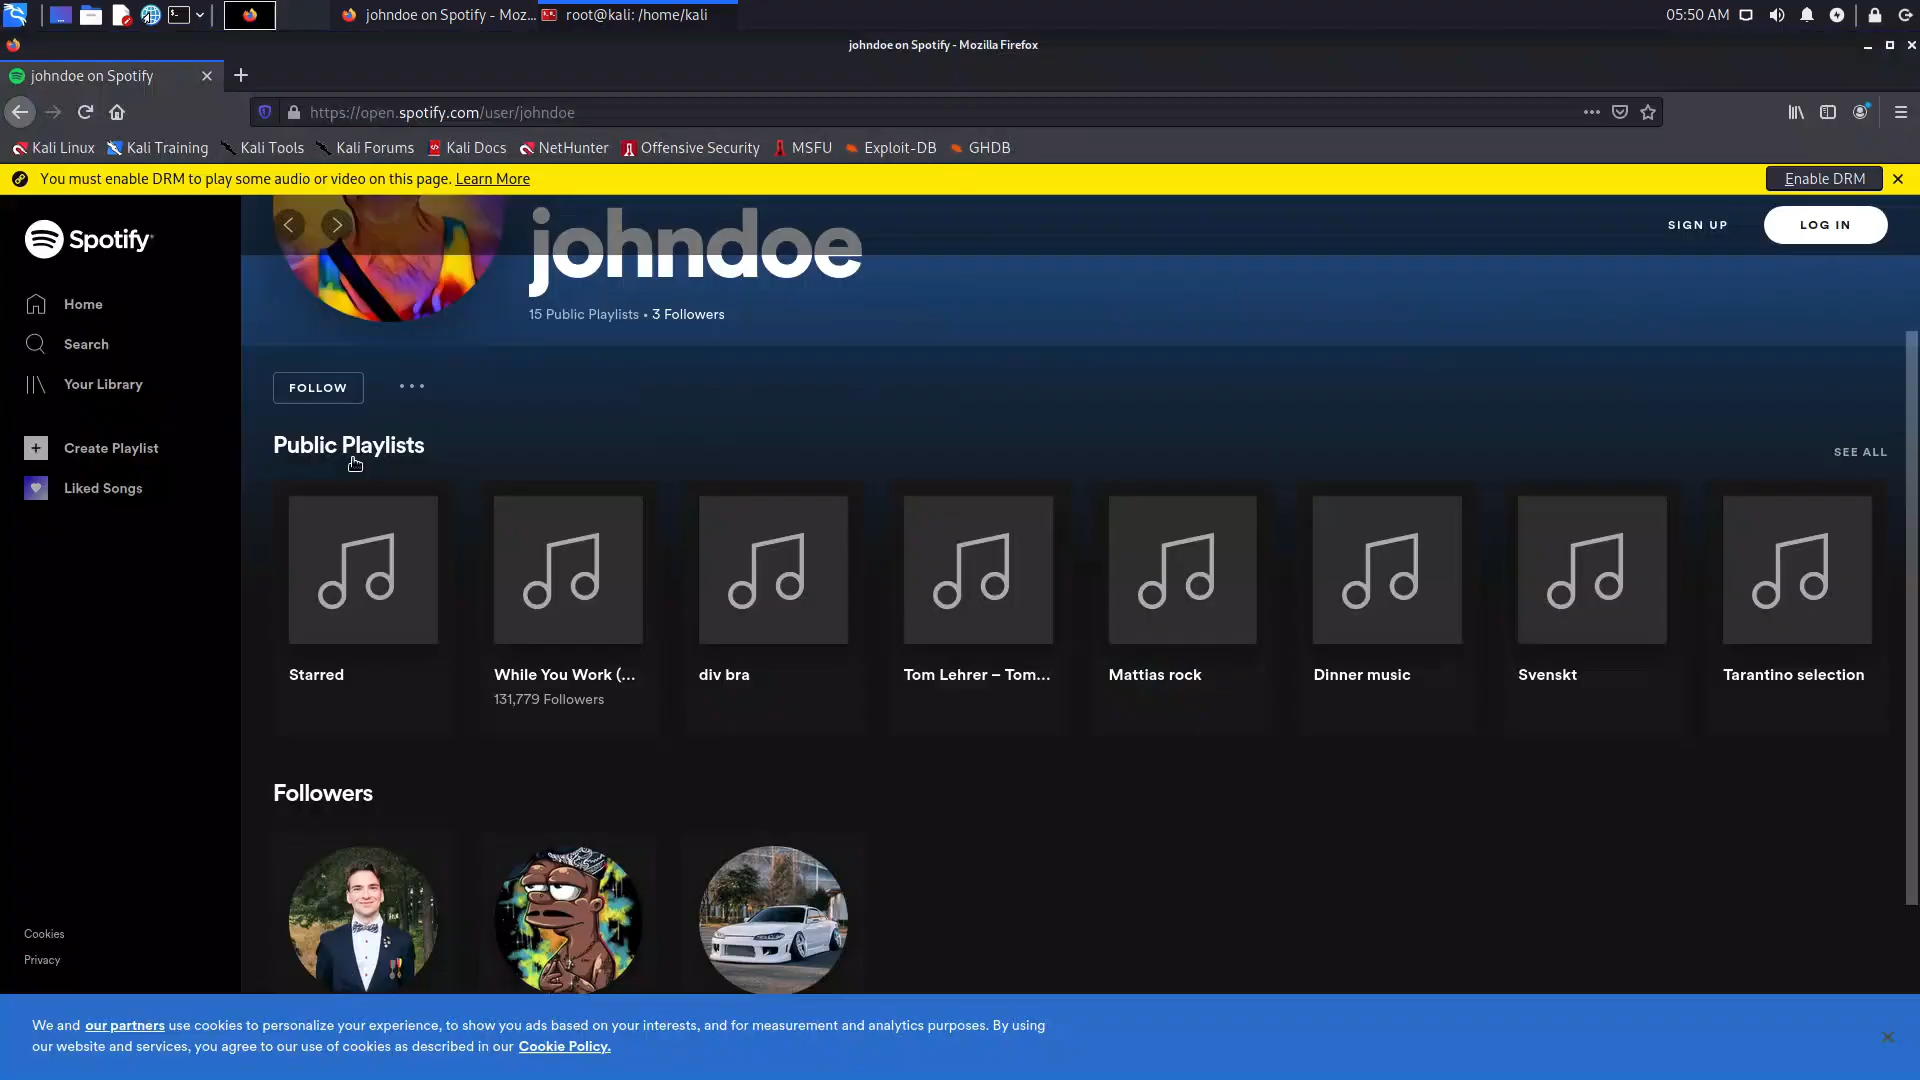 johndoe on Spotify - Moz...
root@kali: /home/kali
05:50 AM
johndoe on Spotify - Mozilla Firefox
johndoe on Spotify
https://open.spotify.com/user/johndoe
Kali Linux
Kali Training
Kali Tools
Kali Forums
Kali Docs
NetHunter
Offensive Security
MSFU
Exploit-DB
GHDB
You must enable DRM to play some audio or video on this page. Learn More
Enable DRM
Spotify
Home
Search
Your Library
Create Playlist
Liked Songs
Cookies
Privacy
SIGN UP
LOG IN
johndoe
15 Public Playlists • 3 Followers
FOLLOW
Public Playlists
SEE ALL
Starred
While You Work (...
131,779 Followers
div bra
Tom Lehrer – Tom...
Mattias rock
Dinner music
Svenskt
Tarantino selection
Followers
We and our partners use cookies to personalize your experience, to show you ads based on your interests, and for measurement and analytics purposes. By using
our website and services, you agree to our use of cookies as described in our Cookie Policy.